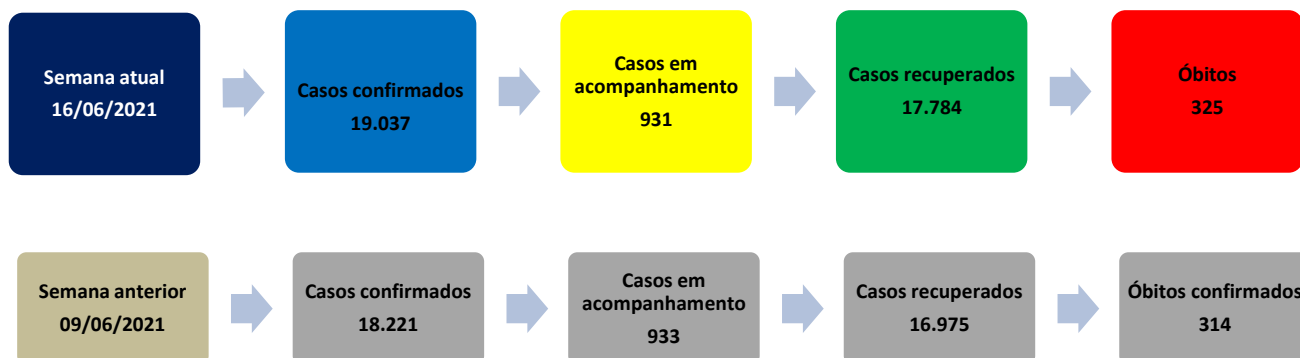 Semana atual
16/06/2021
Casos confirmados
19.037
Casos em
acompanhamento
931
Casos recuperados
17.784
Óbitos
325
Semana anterior
09/06/2021
Casos confirmados
18.221
Casos em
acompanhamento
933
Casos recuperados
16.975
Óbitos confirmados
314